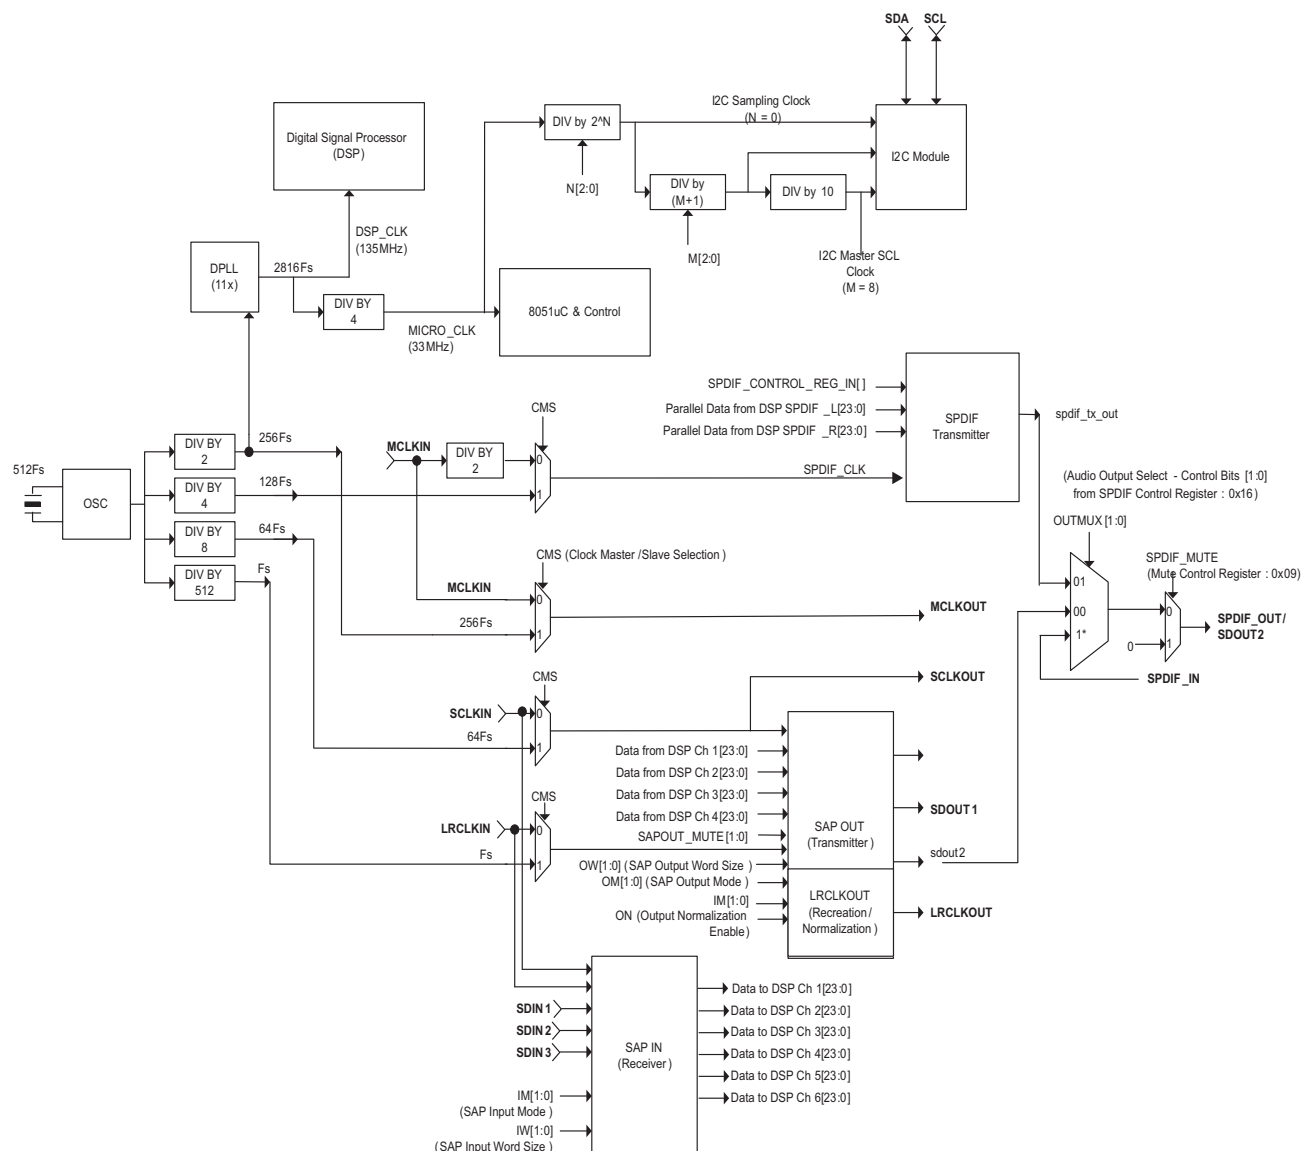 SDA SCL
I2C Sampling Clock
(N = 0)
DIV by 2^N
N[2:0]
I2C Module
DIV by
(M+1)
M[2:0]
DIV by 10
I2C Master SCL
Clock
(M = 8)
Digital Signal Processor
(DSP)
DSP_CLK
(135MHz)
DPLL
(11x)
2816Fs
DIV BY
4
MICRO_CLK
(33MHz)
8051uC & Control
SPDIF_CONTROL_REG_IN[ ]
Parallel Data from DSP SPDIF _L[23:0]
Parallel Data from DSP SPDIF _R[23:0]
SPDIF
Transmitter
spdif_tx_out
SPDIF_CLK
512Fs
OSC
DIV BY
2
256Fs
DIV BY
4
128Fs
DIV BY
8
64Fs
DIV BY
512
Fs
MCLKIN
DIV BY
2
CMS
0
1
(Audio Output Select - Control Bits [1:0]
from SPDIF Control Register : 0x16)
OUTMUX[1:0]
01
00
1*
SPDIF_MUTE
(Mute Control Register : 0x09)
0
0
1
SPDIF_OUT/
SDOUT2
SPDIF_IN
CMS (Clock Master /Slave Selection )
MCLKIN
0
256Fs
1
MCLKOUT
CMS
SCLKIN
0
64Fs
1
SCLKOUT
CMS
LRCLKIN
0
Fs
1
Data from DSP Ch 1[23:0]
Data from DSP Ch 2[23:0]
Data from DSP Ch 3[23:0]
Data from DSP Ch 4[23:0]
SAPOUT_MUTE[1:0]
OW[1:0] (SAP Output Word Size )
OM[1:0] (SAP Output Mode )
IM[1:0]
ON (Output Normalization
Enable)
SAP OUT
(Transmitter )
LRCLKOUT
(Recreation/
Normalization )
SDOUT1
sdout2
LRCLKOUT
SDIN1
SDIN2
SDIN3
IM[1:0]
(SAP Input Mode )
IW[1:0]
(SAP Input Word Size )
SAP IN
(Receiver )
Data to DSP Ch 1[23:0]
Data to DSP Ch 2[23:0]
Data to DSP Ch 3[23:0]
Data to DSP Ch 4[23:0]
Data to DSP Ch 5[23:0]
Data to DSP Ch 6[23:0]